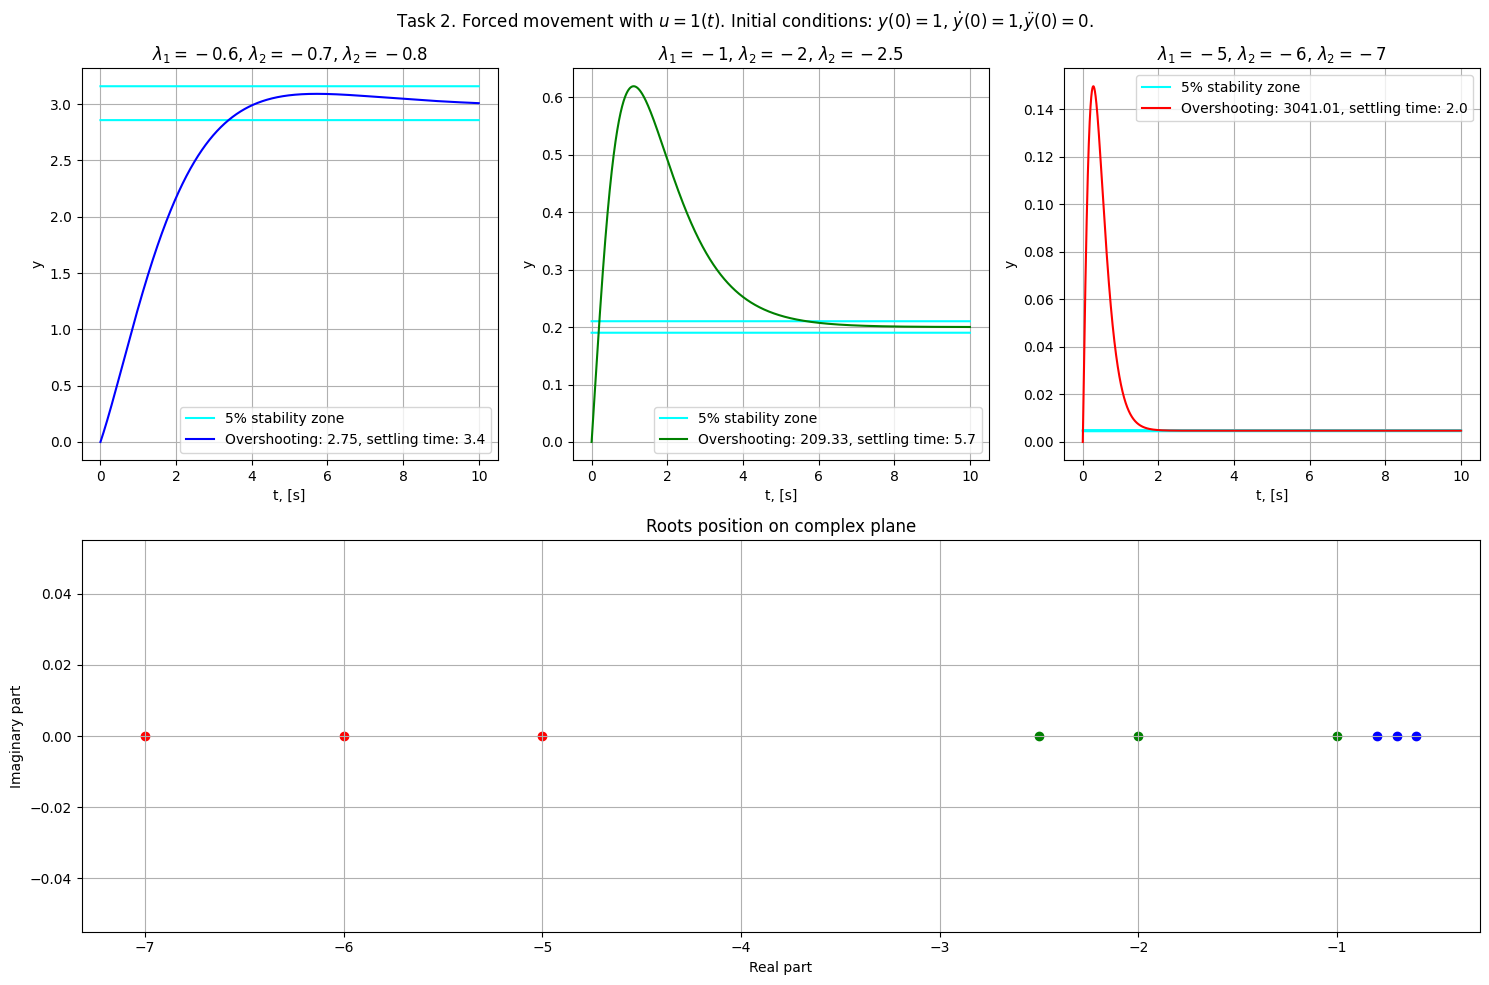 Task 2. Forced movement with u = 1(t). Initial conditions: y(0) = 1, ẏ(0) = 1,ÿ(0) = 0.
λ₁ = −0.6, λ₂ = −0.7, λ₂ = −0.8
3.0
2.5
2.0
1.5
1.0
0.5
0.0
y
5% stability zone
Overshooting: 2.75, settling time: 3.4
0 2 4 6 8 10
t, [s]
λ₁ = −1, λ₂ = −2, λ₂ = −2.5
0.6
0.5
0.4
0.3
0.2
0.1
0.0
y
5% stability zone
Overshooting: 209.33, settling time: 5.7
0 2 4 6 8 10
t, [s]
λ₁ = −5, λ₂ = −6, λ₂ = −7
5% stability zone
Overshooting: 3041.01, settling time: 2.0
0.14
0.12
0.10
0.08
0.06
0.04
0.02
0.00
y
0 2 4 6 8 10
t, [s]
Roots position on complex plane
0.04
0.02
0.00
−0.02
−0.04
Imaginary part
−7 −6 −5 −4 −3 −2 −1
Real part